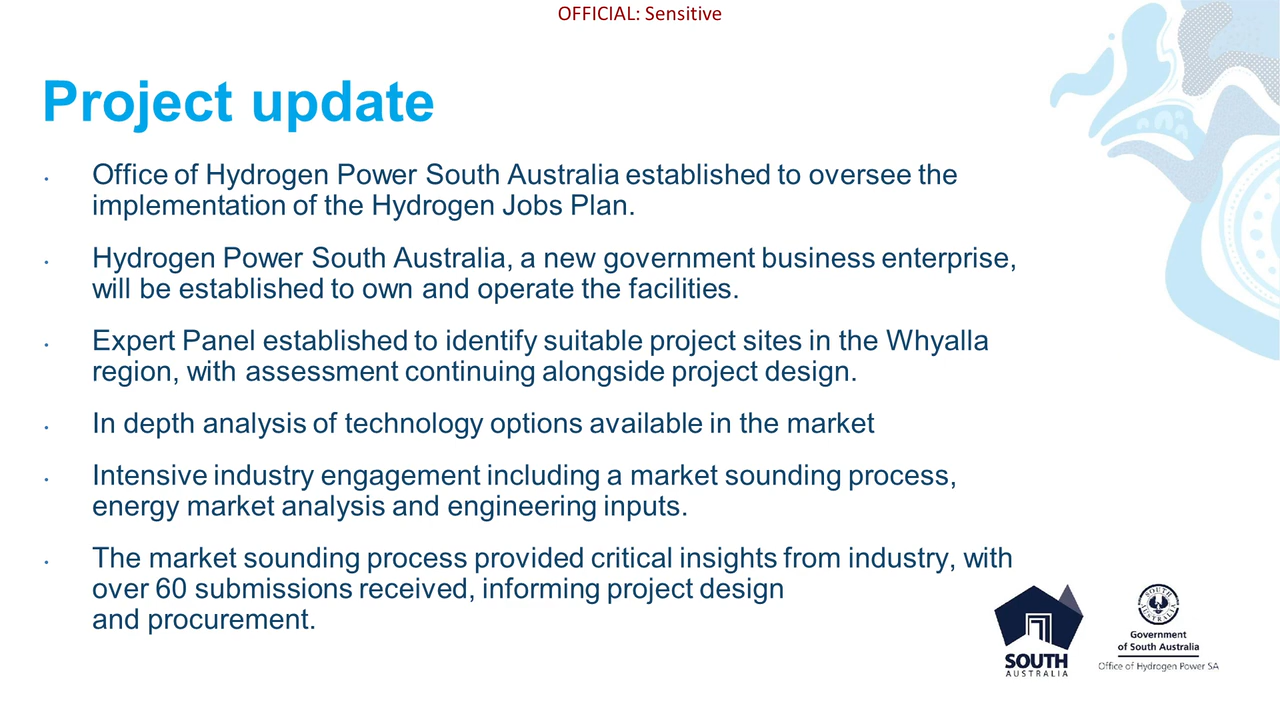 OFFICIAL: Sensitive
Project update
• Office of Hydrogen Power South Australia established to oversee the
implementation of the Hydrogen Jobs Plan.
• Hydrogen Power South Australia, a new government business enterprise,
will be established to own and operate the facilities.
• Expert Panel established to identify suitable project sites in the Whyalla
region, with assessment continuing alongside project design.
• In depth analysis of technology options available in the market
• Intensive industry engagement including a market sounding process,
energy market analysis and engineering inputs.
• The market sounding process provided critical insights from industry, with
over 60 submissions received, informing project design
and procurement.
SOUTH
AUSTRALIA
SOUTH AUSTRALIA
Government
of South Australia
Office of Hydrogen Power SA